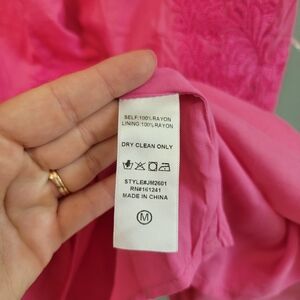 SELF:100% RAYON
LINING:100% RAYON
DRY CLEAN ONLY
STYLE#JM2601
RN#161241
MADE IN CHINA
M